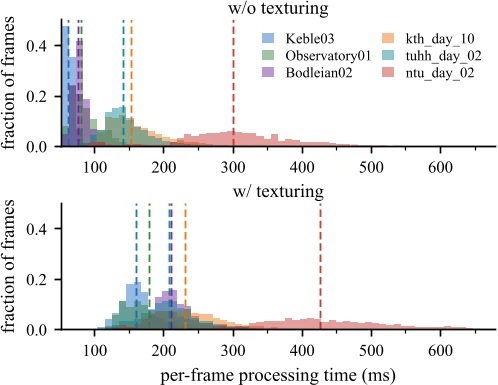 w/o texturing
fraction of frames
0.4
0.2
0.0
Keble03
Observatory01
Bodleian02
kth_day_10
tuhh_day_02
ntu_day_02
100 200 300 400 500 600
w/ texturing
fraction of frames
0.4
0.2
0.0
100 200 300 400 500 600
per-frame processing time (ms)